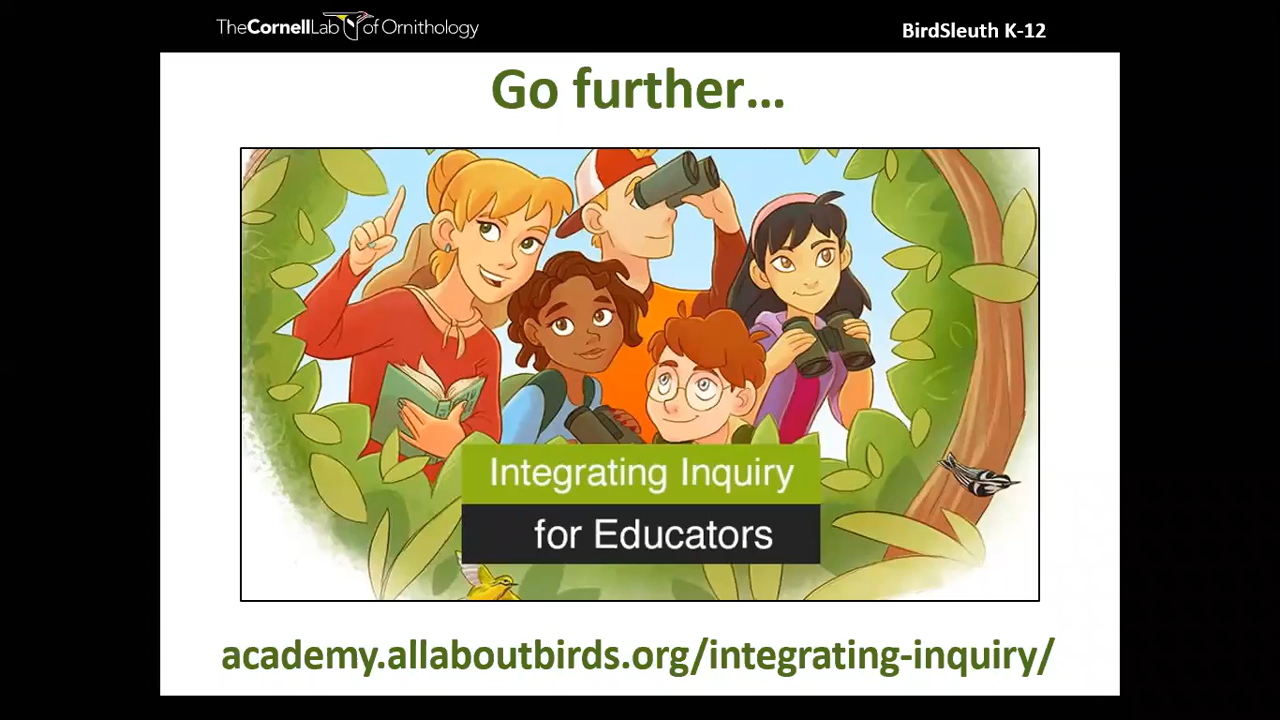 TheCornellLab of Ornithology
BirdSleuth K-12
Go further...
Integrating Inquiry
for Educators
academy.allaboutbirds.org/integrating-inquiry/